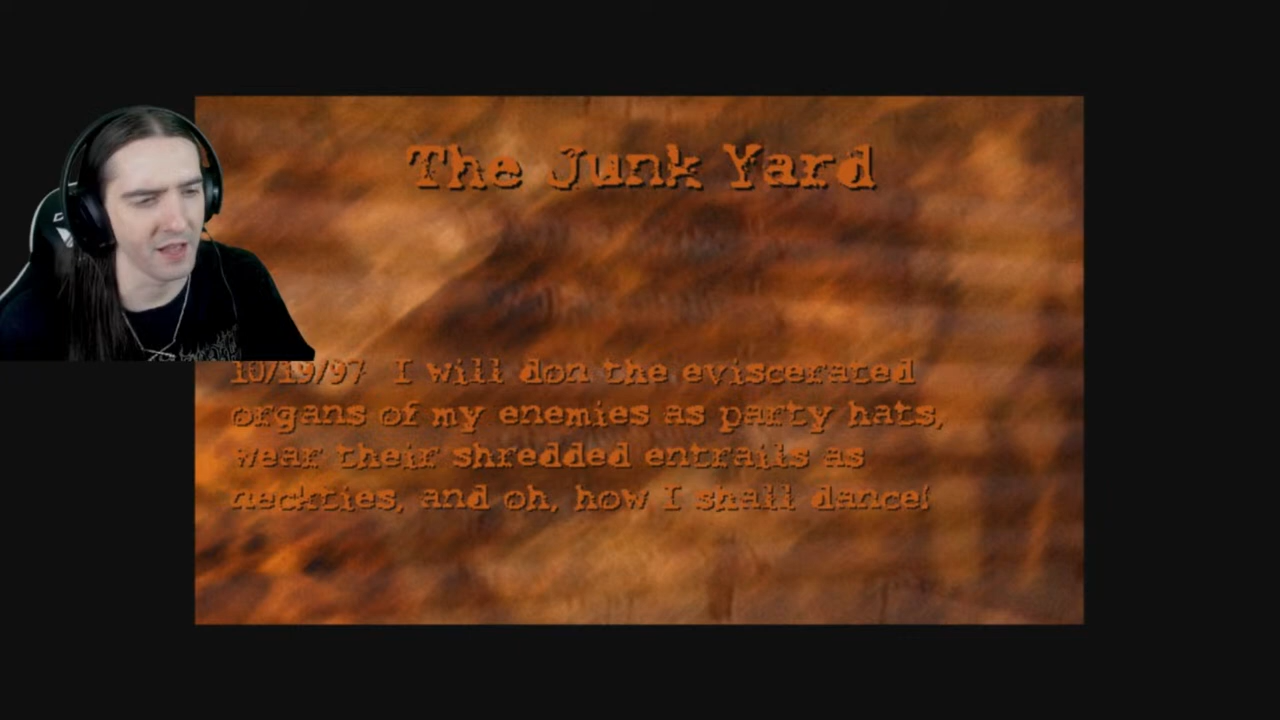 The Junk Yard
10/19/97 I will don the eviscerated
organs of my enemies as party hats,
wear their shredded entrails as
neckties, and oh, how I shall dance!